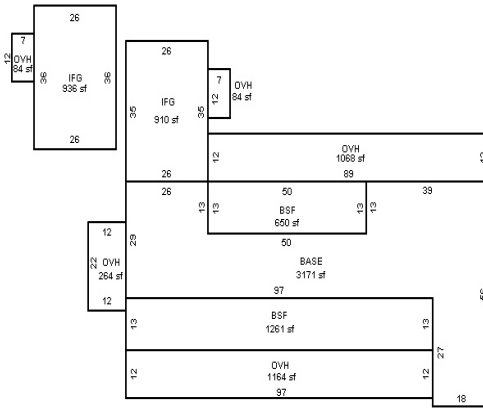 26
7
12
OVH
84 sf
36
IFG
936 sf
36
26
26
7
OVH
84 sf
12
35
IFG
910 sf
35
26
12
OVH
1068 sf
89
26
50
39
13
13
BSF
650 sf
13
13
50
29
12
22
OVH
264 sf
12
BASE
3171 sf
97
13
BSF
1261 sf
13
27
12
OVH
1164 sf
12
97
18